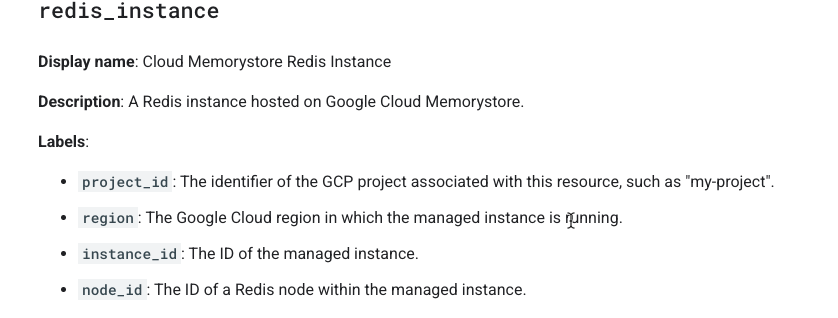 redis_instance
Display name: Cloud Memorystore Redis Instance
Description: A Redis instance hosted on Google Cloud Memorystore.
Labels:
• project_id: The identifier of the GCP project associated with this resource, such as "my-project".
• region: The Google Cloud region in which the managed instance is running.
• instance_id: The ID of the managed instance.
• node_id: The ID of a Redis node within the managed instance.